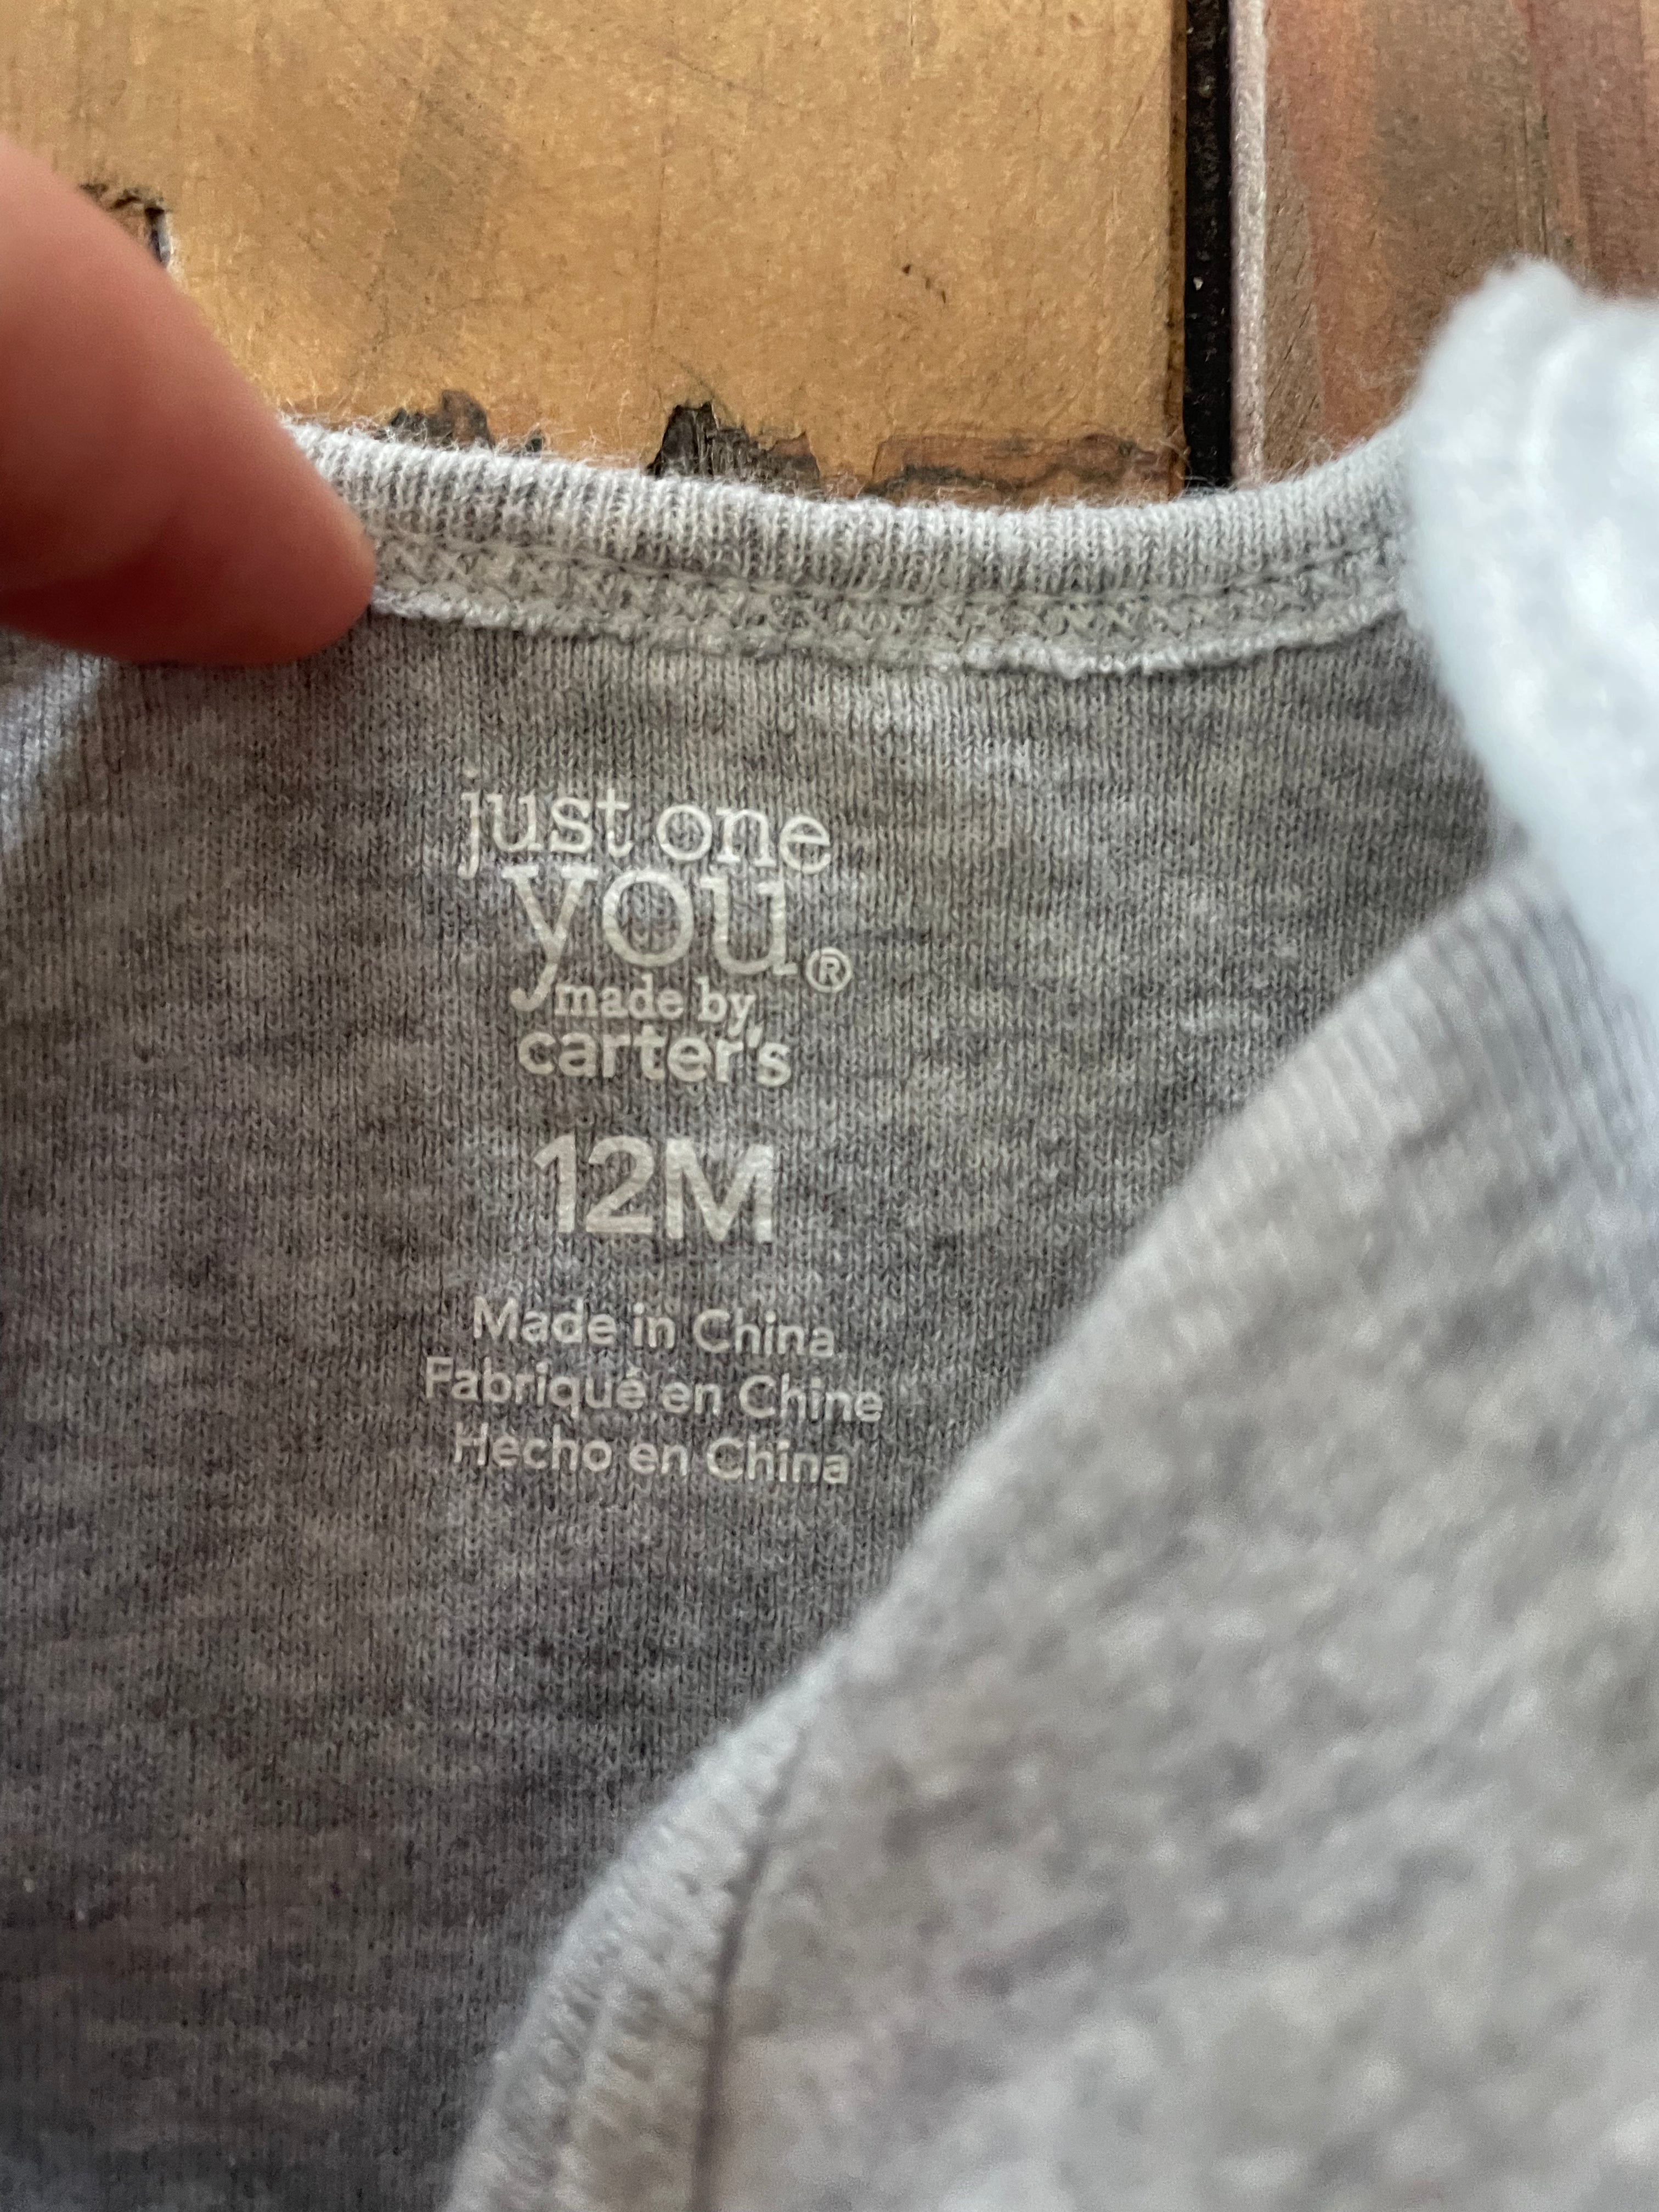 just one
you®
made by
carter's
12M
Made in China
Fabriqué en Chine
Hecho en China